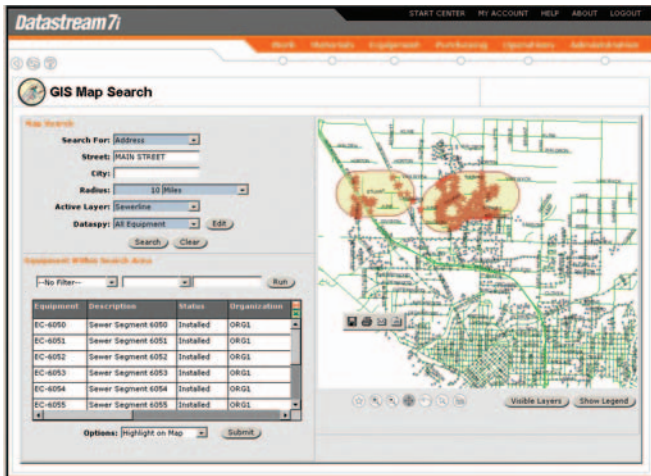 START CENTER MY ACCOUNT HELP ABOUT LOGOUT
Datastream 7i
Work Materials Equipment Purchasing Operations Administration
GIS Map Search
Map Search
Search For: Address
Street: MAIN STREET
City:
Radius: 10 Miles
Active Layer: Sewerline
Dataspy: All Equipment Edit
Search Clear
Equipment Within Search Area
--No Filter-- Run
Equipment Description Status Organization
EC-6050 Sewer Segment 6050 Installed ORG1
EC-6051 Sewer Segment 6051 Installed ORG1
EC-6052 Sewer Segment 6052 Installed ORG1
EC-6053 Sewer Segment 6053 Installed ORG1
EC-6054 Sewer Segment 6054 Installed ORG1
EC-6055 Sewer Segment 6055 Installed ORG1
Options: Highlight on Map Submit
Visible Layers Show Legend